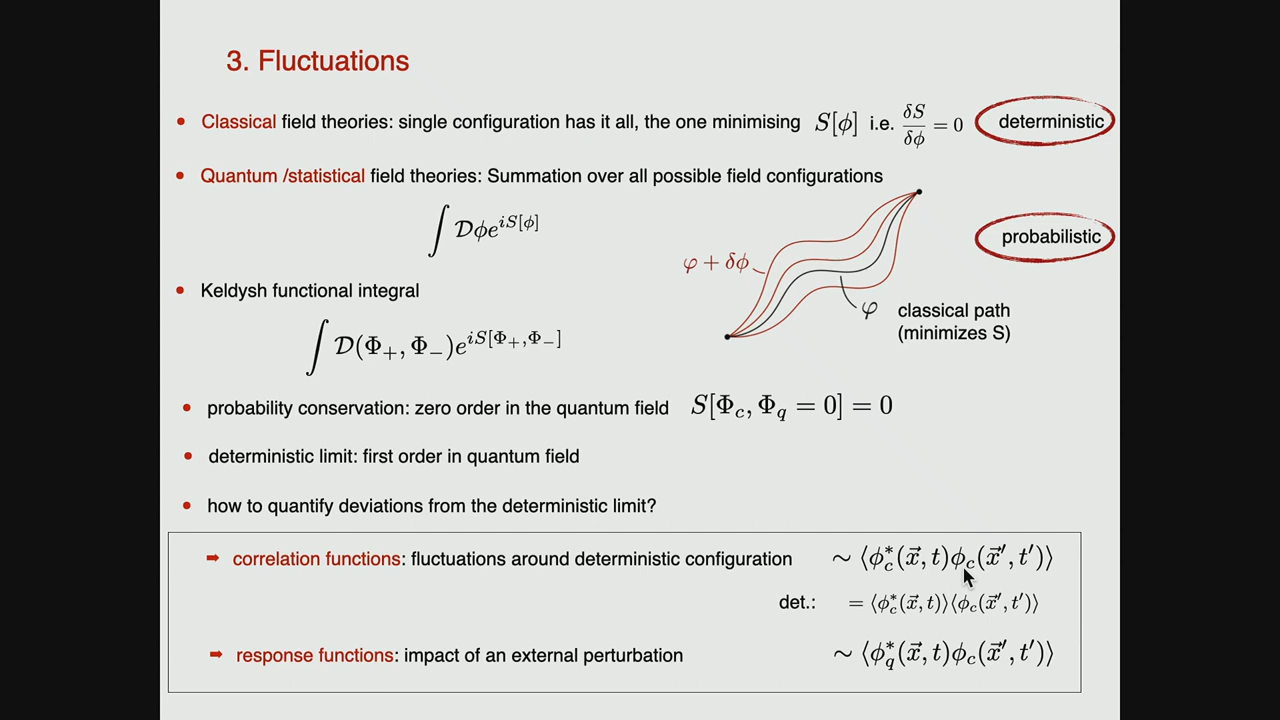 3. Fluctuations
• Classical field theories: single configuration has it all, the one minimising S[ϕ] i.e. δS/δϕ = 0 deterministic
• Quantum /statistical field theories: Summation over all possible field configurations
∫ 𝒟ϕe^{iS[ϕ]}
probabilistic
φ + δϕ
• Keldysh functional integral
φ classical path
(minimizes S)
∫ 𝒟(Φ₊, Φ₋)e^{iS[Φ₊,Φ₋]}
• probability conservation: zero order in the quantum field S[Φ_c, Φ_q = 0] = 0
• deterministic limit: first order in quantum field
• how to quantify deviations from the deterministic limit?
➡ correlation functions: fluctuations around deterministic configuration ∼ ⟨ϕ_c^*(x⃗, t)ϕ_c(x⃗′, t′)⟩
det.: = ⟨ϕ_c^*(x⃗, t)⟩⟨ϕ_c(x⃗′, t′)⟩
➡ response functions: impact of an external perturbation ∼ ⟨ϕ_q^*(x⃗, t)ϕ_c(x⃗′, t′)⟩